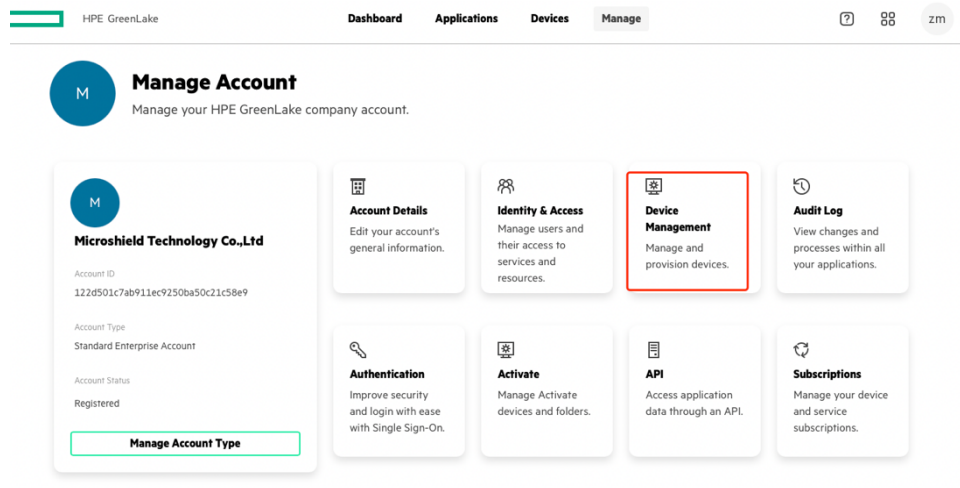 HPE GreenLake
Dashboard
Applications
Devices
Manage
zm
M
Manage Account
Manage your HPE GreenLake company account.
M
Microshield Technology Co.,Ltd
Account ID
122d501c7ab911ec9250ba50c21c58e9
Account Type
Standard Enterprise Account
Account Status
Registered
Manage Account Type
Account Details
Edit your account's
general information.
Identity & Access
Manage users and
their access to
services and
resources.
Device
Management
Manage and
provision devices.
Audit Log
View changes and
processes within all
your applications.
Authentication
Improve security
and login with ease
with Single Sign-On.
Activate
Manage Activate
devices and folders.
API
Access application
data through an API.
Subscriptions
Manage your device
and service
subscriptions.